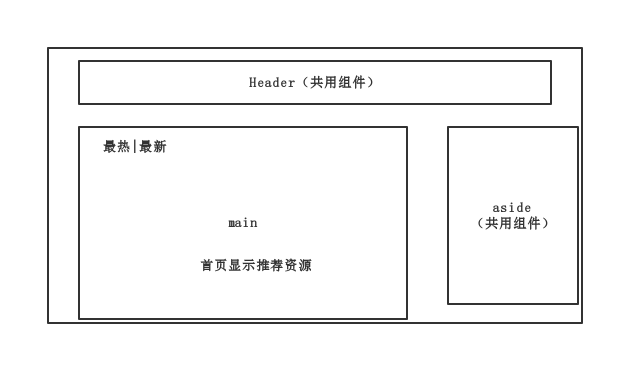 Header（共用组件）
最热|最新
main
首页显示推荐资源
aside
（共用组件）